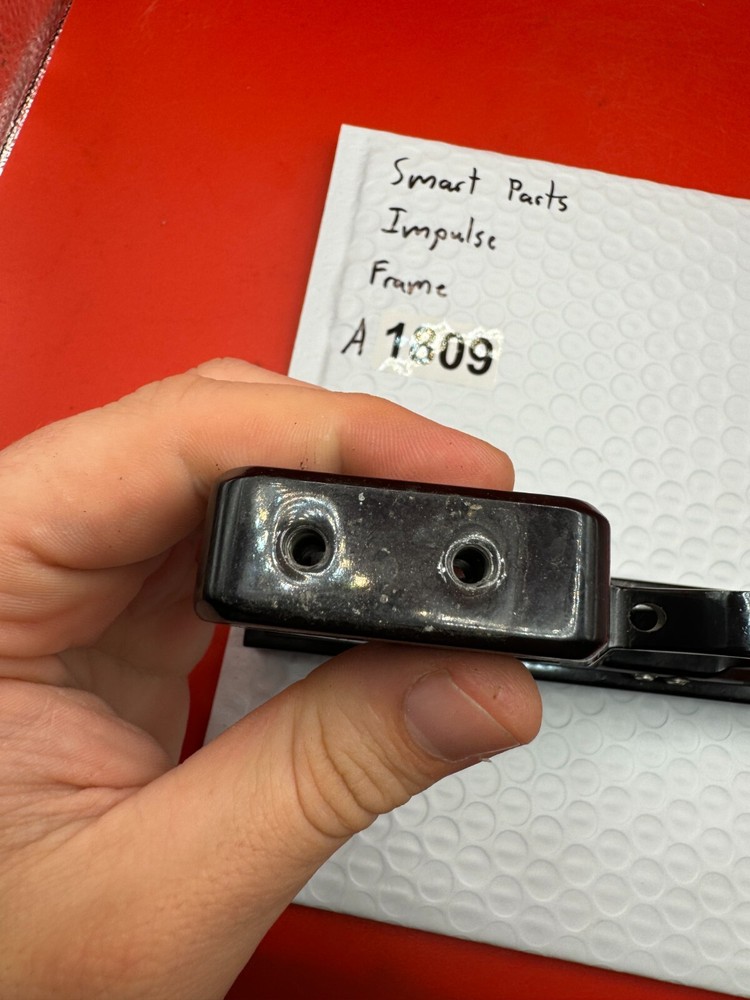 Smart Parts
Impulse
Frame
A 1809